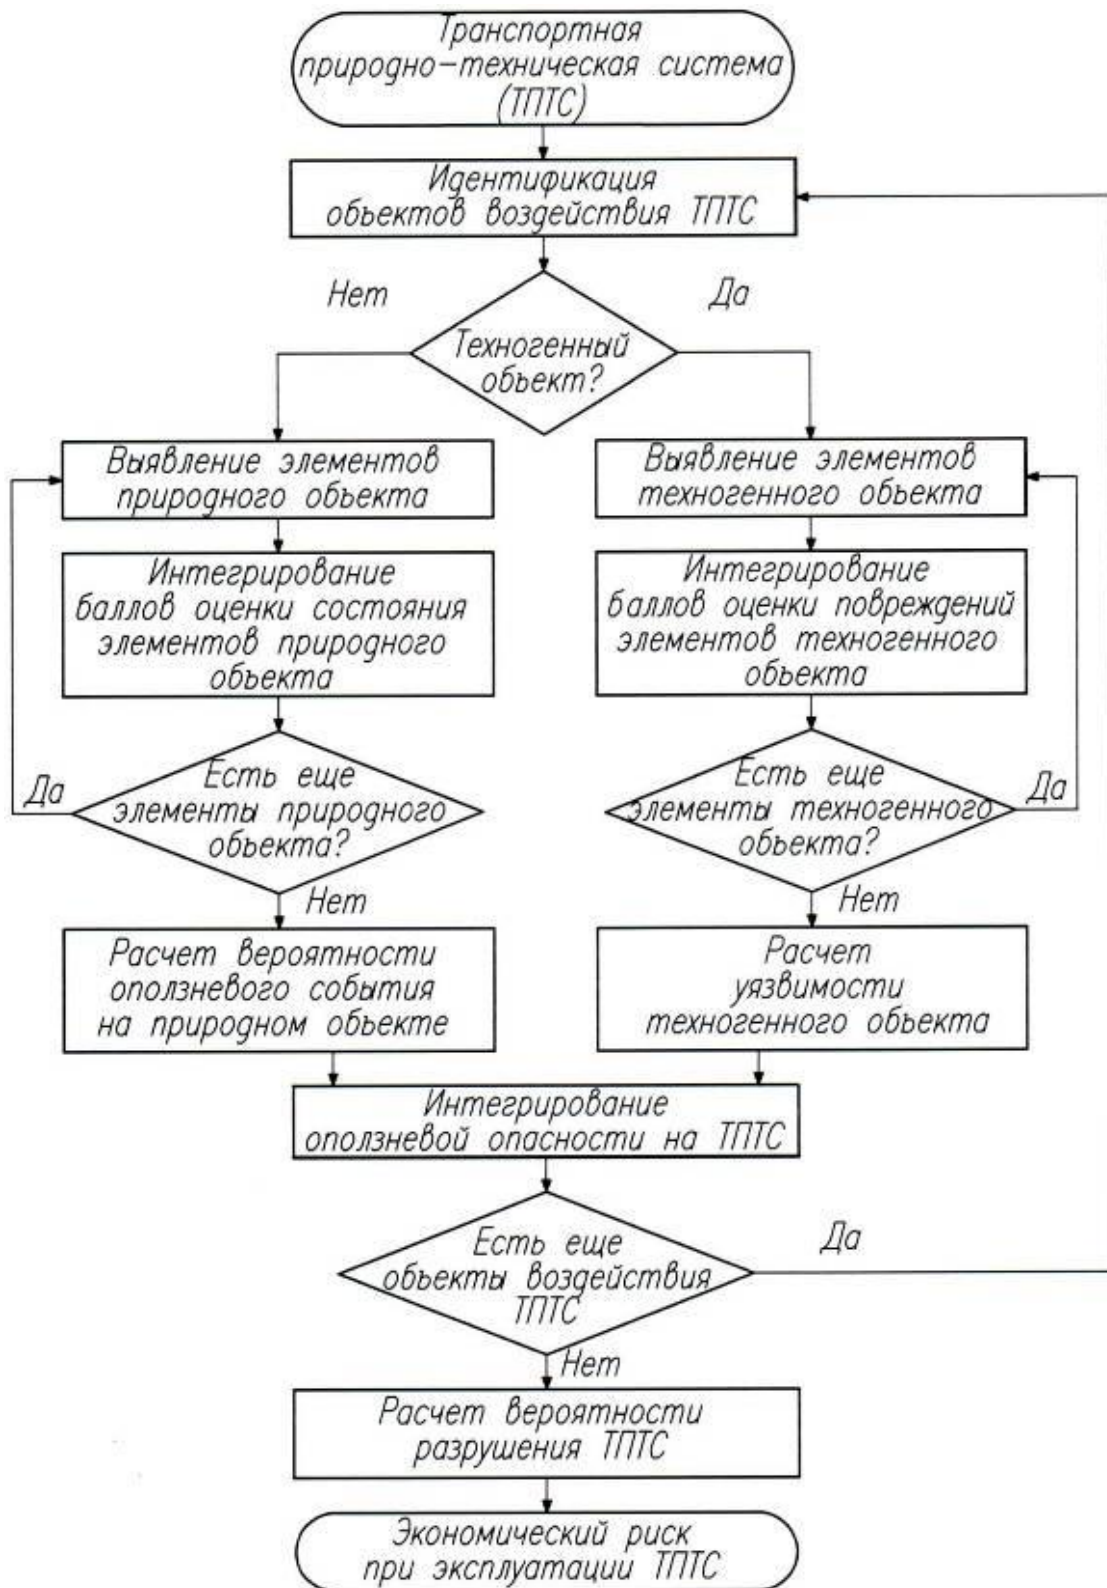 Транспортная
природно-техническая система
(ТПТС)
Идентификация
объектов воздействия ТПТС
Нет
Да
Техногенный
объект?
Выявление элементов
природного объекта
Выявление элементов
техногенного объекта
Интегрирование
баллов оценки состояния
элементов природного
объекта
Интегрирование
баллов оценки повреждений
элементов техногенного
объекта
Да
Есть еще
элементы природного
объекта?
Есть еще
элементы техногенного
объекта?
Да
Нет
Нет
Расчет вероятности
оползневого события
на природном объекте
Расчет
уязвимости
техногенного объекта
Интегрирование
оползневой опасности на ТПТС
Есть еще
объекты воздействия
ТПТС
Да
Нет
Расчет вероятности
разрушения ТПТС
Экономический риск
при эксплуатации ТПТС